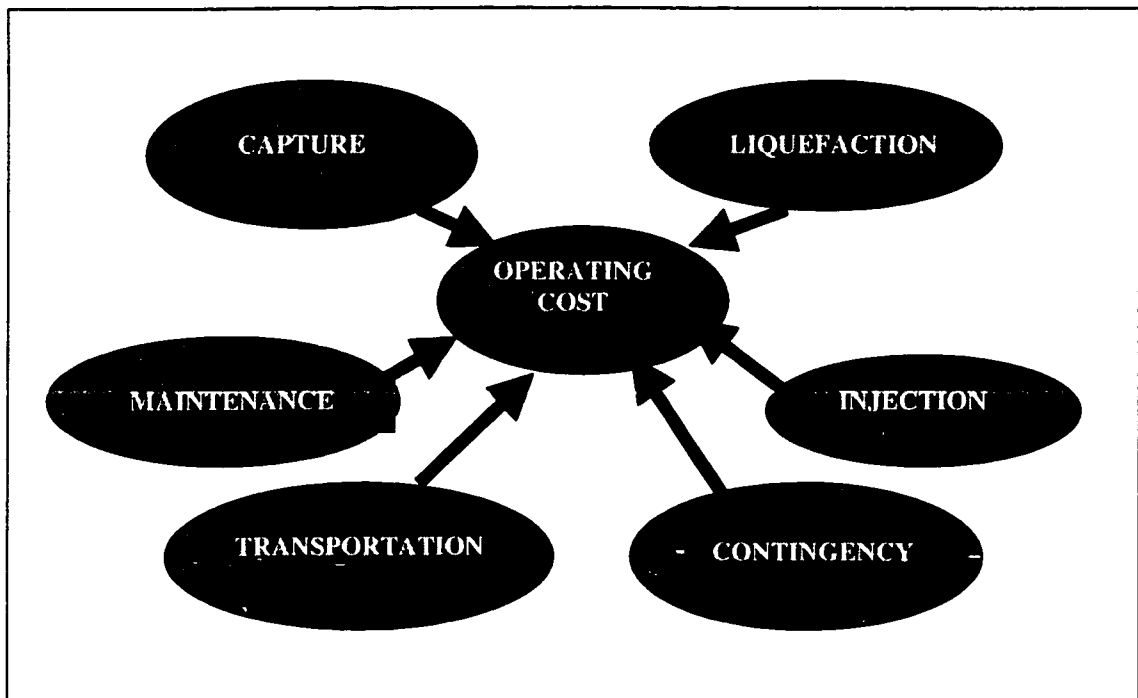 CAPTURE
LIQUEFACTION
OPERATING
COST
MAINTENANCE
INJECTION
TRANSPORTATION
CONTINGENCY